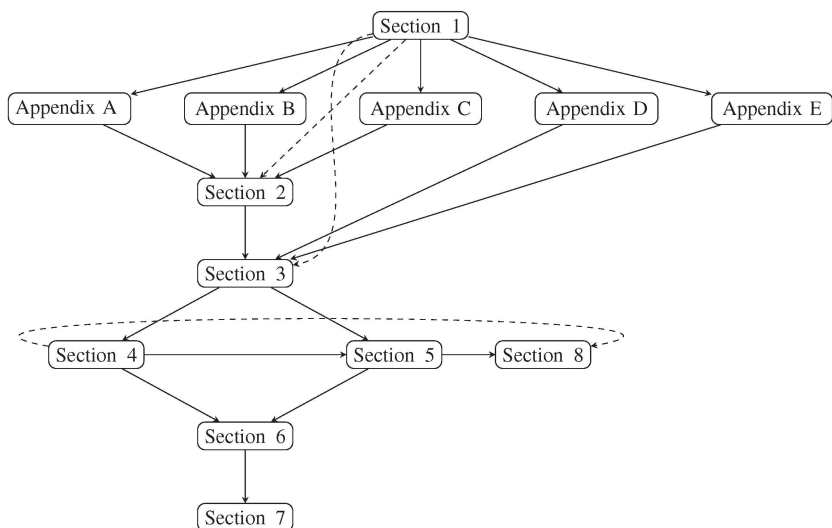 Section 1
Appendix A
Appendix B
Appendix C
Appendix D
Appendix E
Section 2
Section 3
Section 4
Section 5
Section 8
Section 6
Section 7